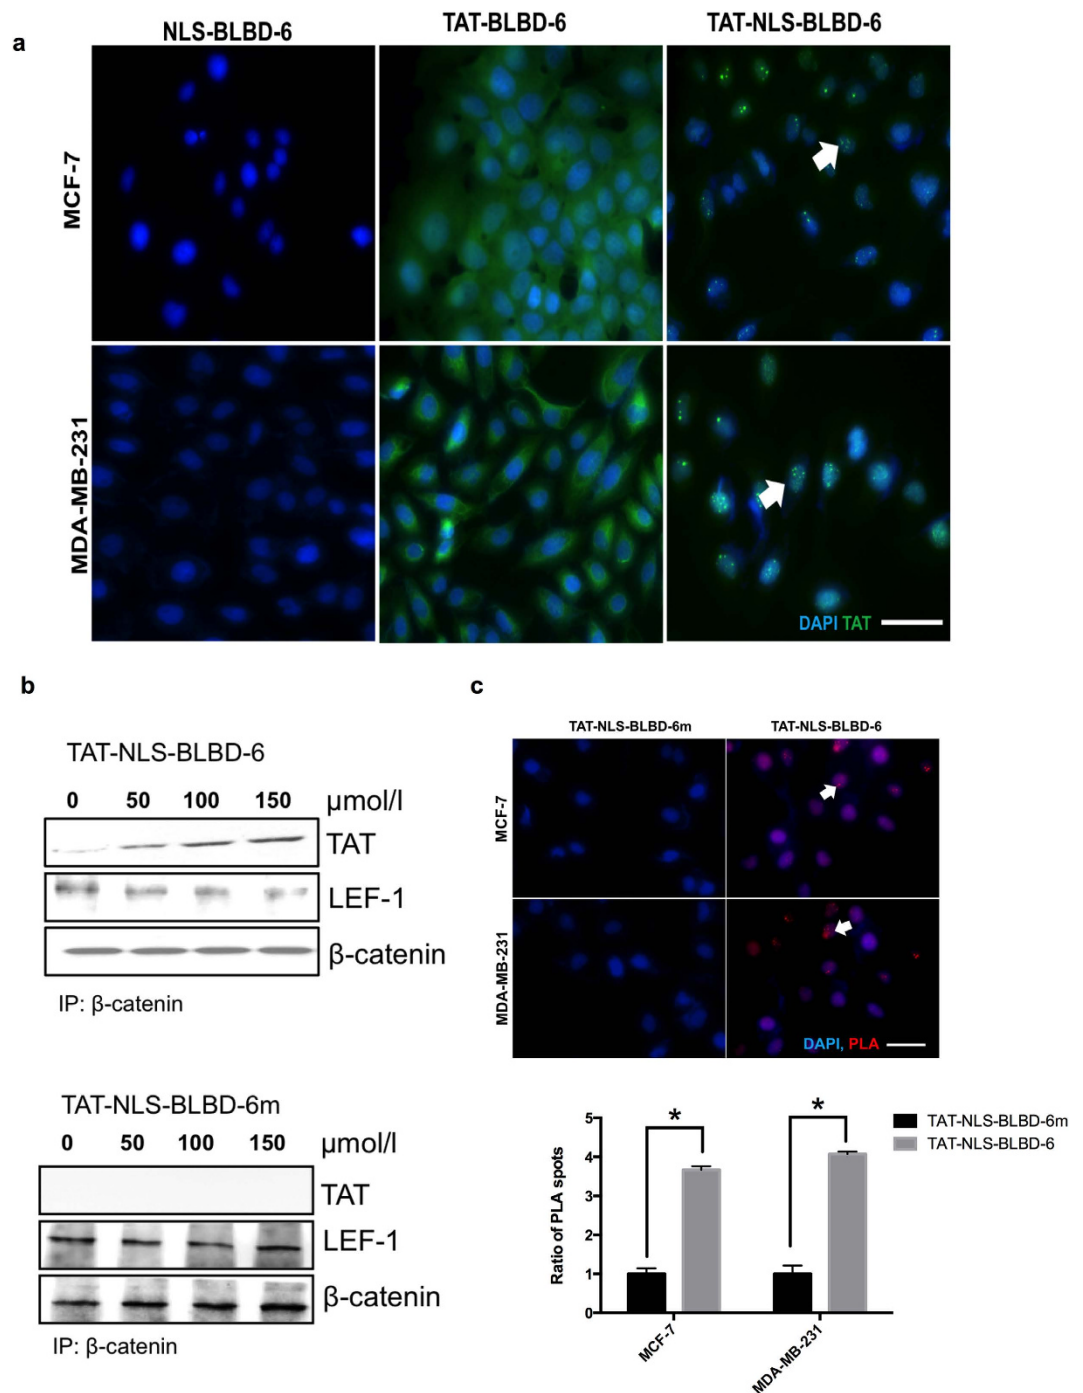 a
NLS-BLBD-6
TAT-BLBD-6
TAT-NLS-BLBD-6
MCF-7
MDA-MB-231
DAPI TAT
b
TAT-NLS-BLBD-6
0 50 100 150 µmol/l
TAT
LEF-1
β-catenin
IP: β-catenin
TAT-NLS-BLBD-6m
0 50 100 150 µmol/l
TAT
LEF-1
β-catenin
IP: β-catenin
c
TAT-NLS-BLBD-6m
TAT-NLS-BLBD-6
MCF-7
MDA-MB-231
DAPI, PLA
Ratio of PLA spots
5
4
3
2
1
0
*
*
MCF-7
MDA-MB-231
TAT-NLS-BLBD-6m
TAT-NLS-BLBD-6